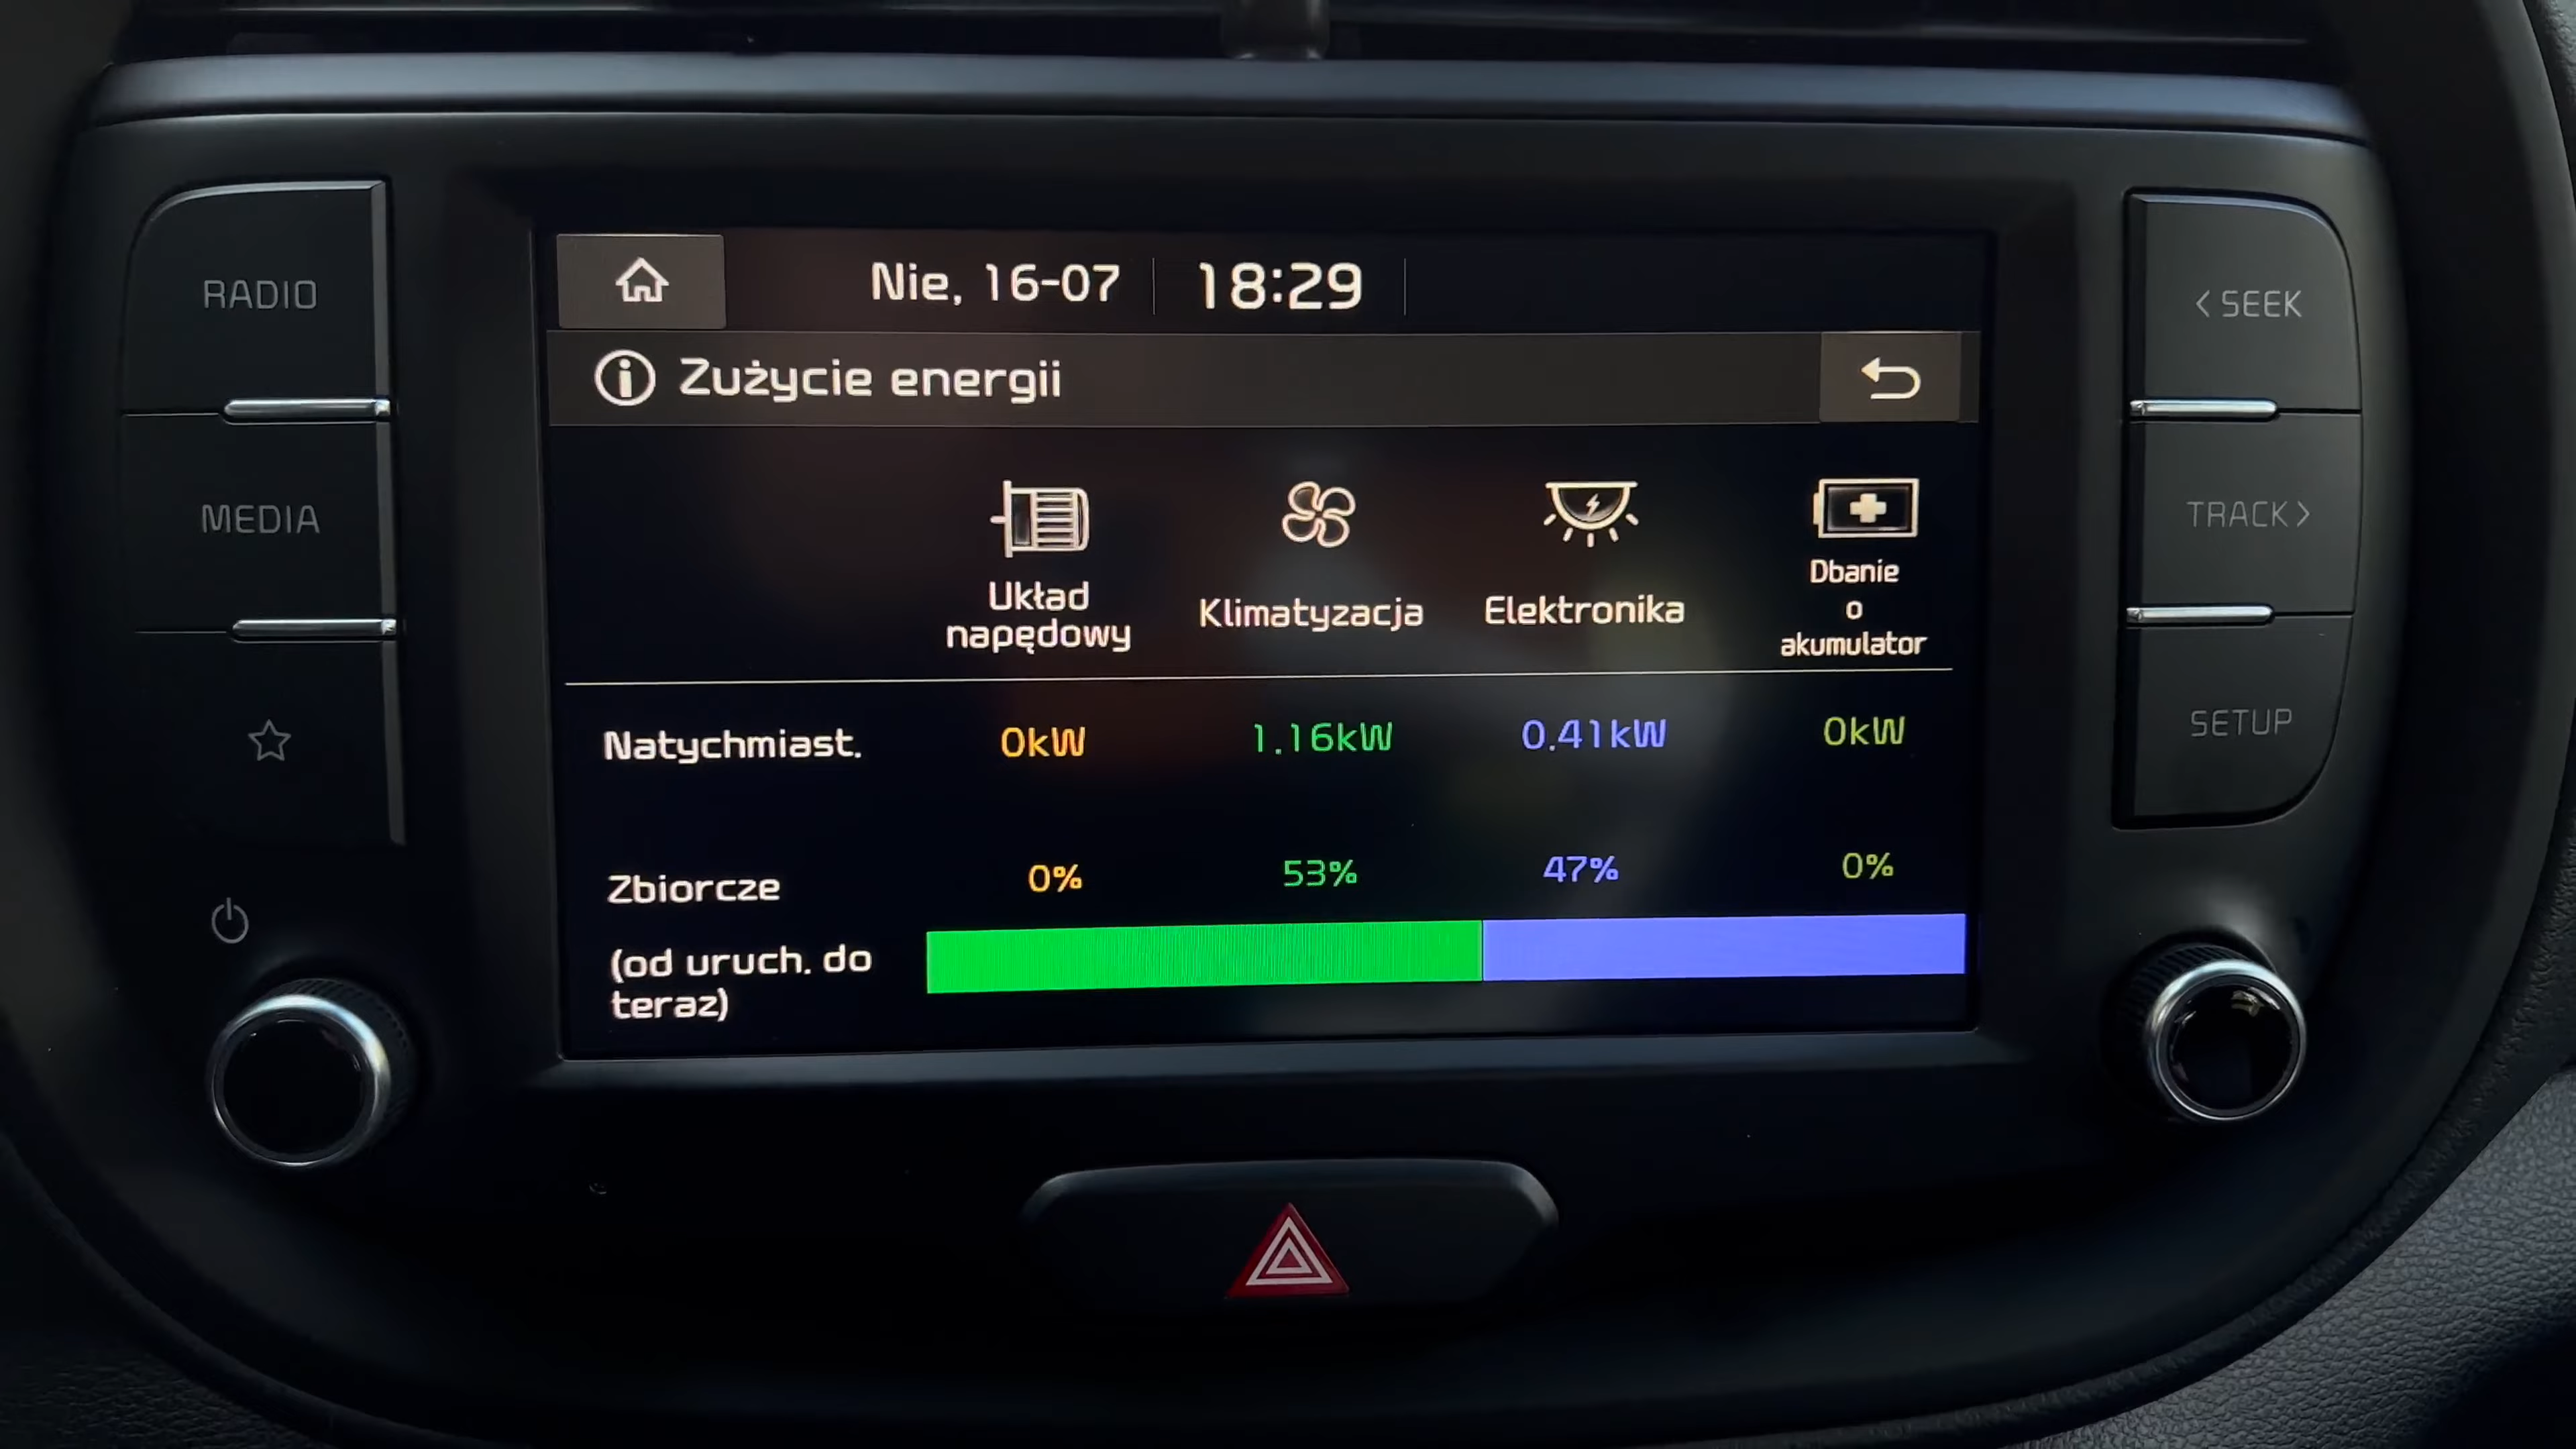 RADIO
MEDIA
Nie, 16-07
18:29
Zużycie energii
Układ
napędowy
Klimatyzacja
Elektronika
Dbanie
o
akumulator
Natychmiast.
0kW
1.16kW
0.41kW
0kW
Zbiorcze
0%
53%
47%
0%
(od uruch. do
teraz)
< SEEK
TRACK >
SETUP